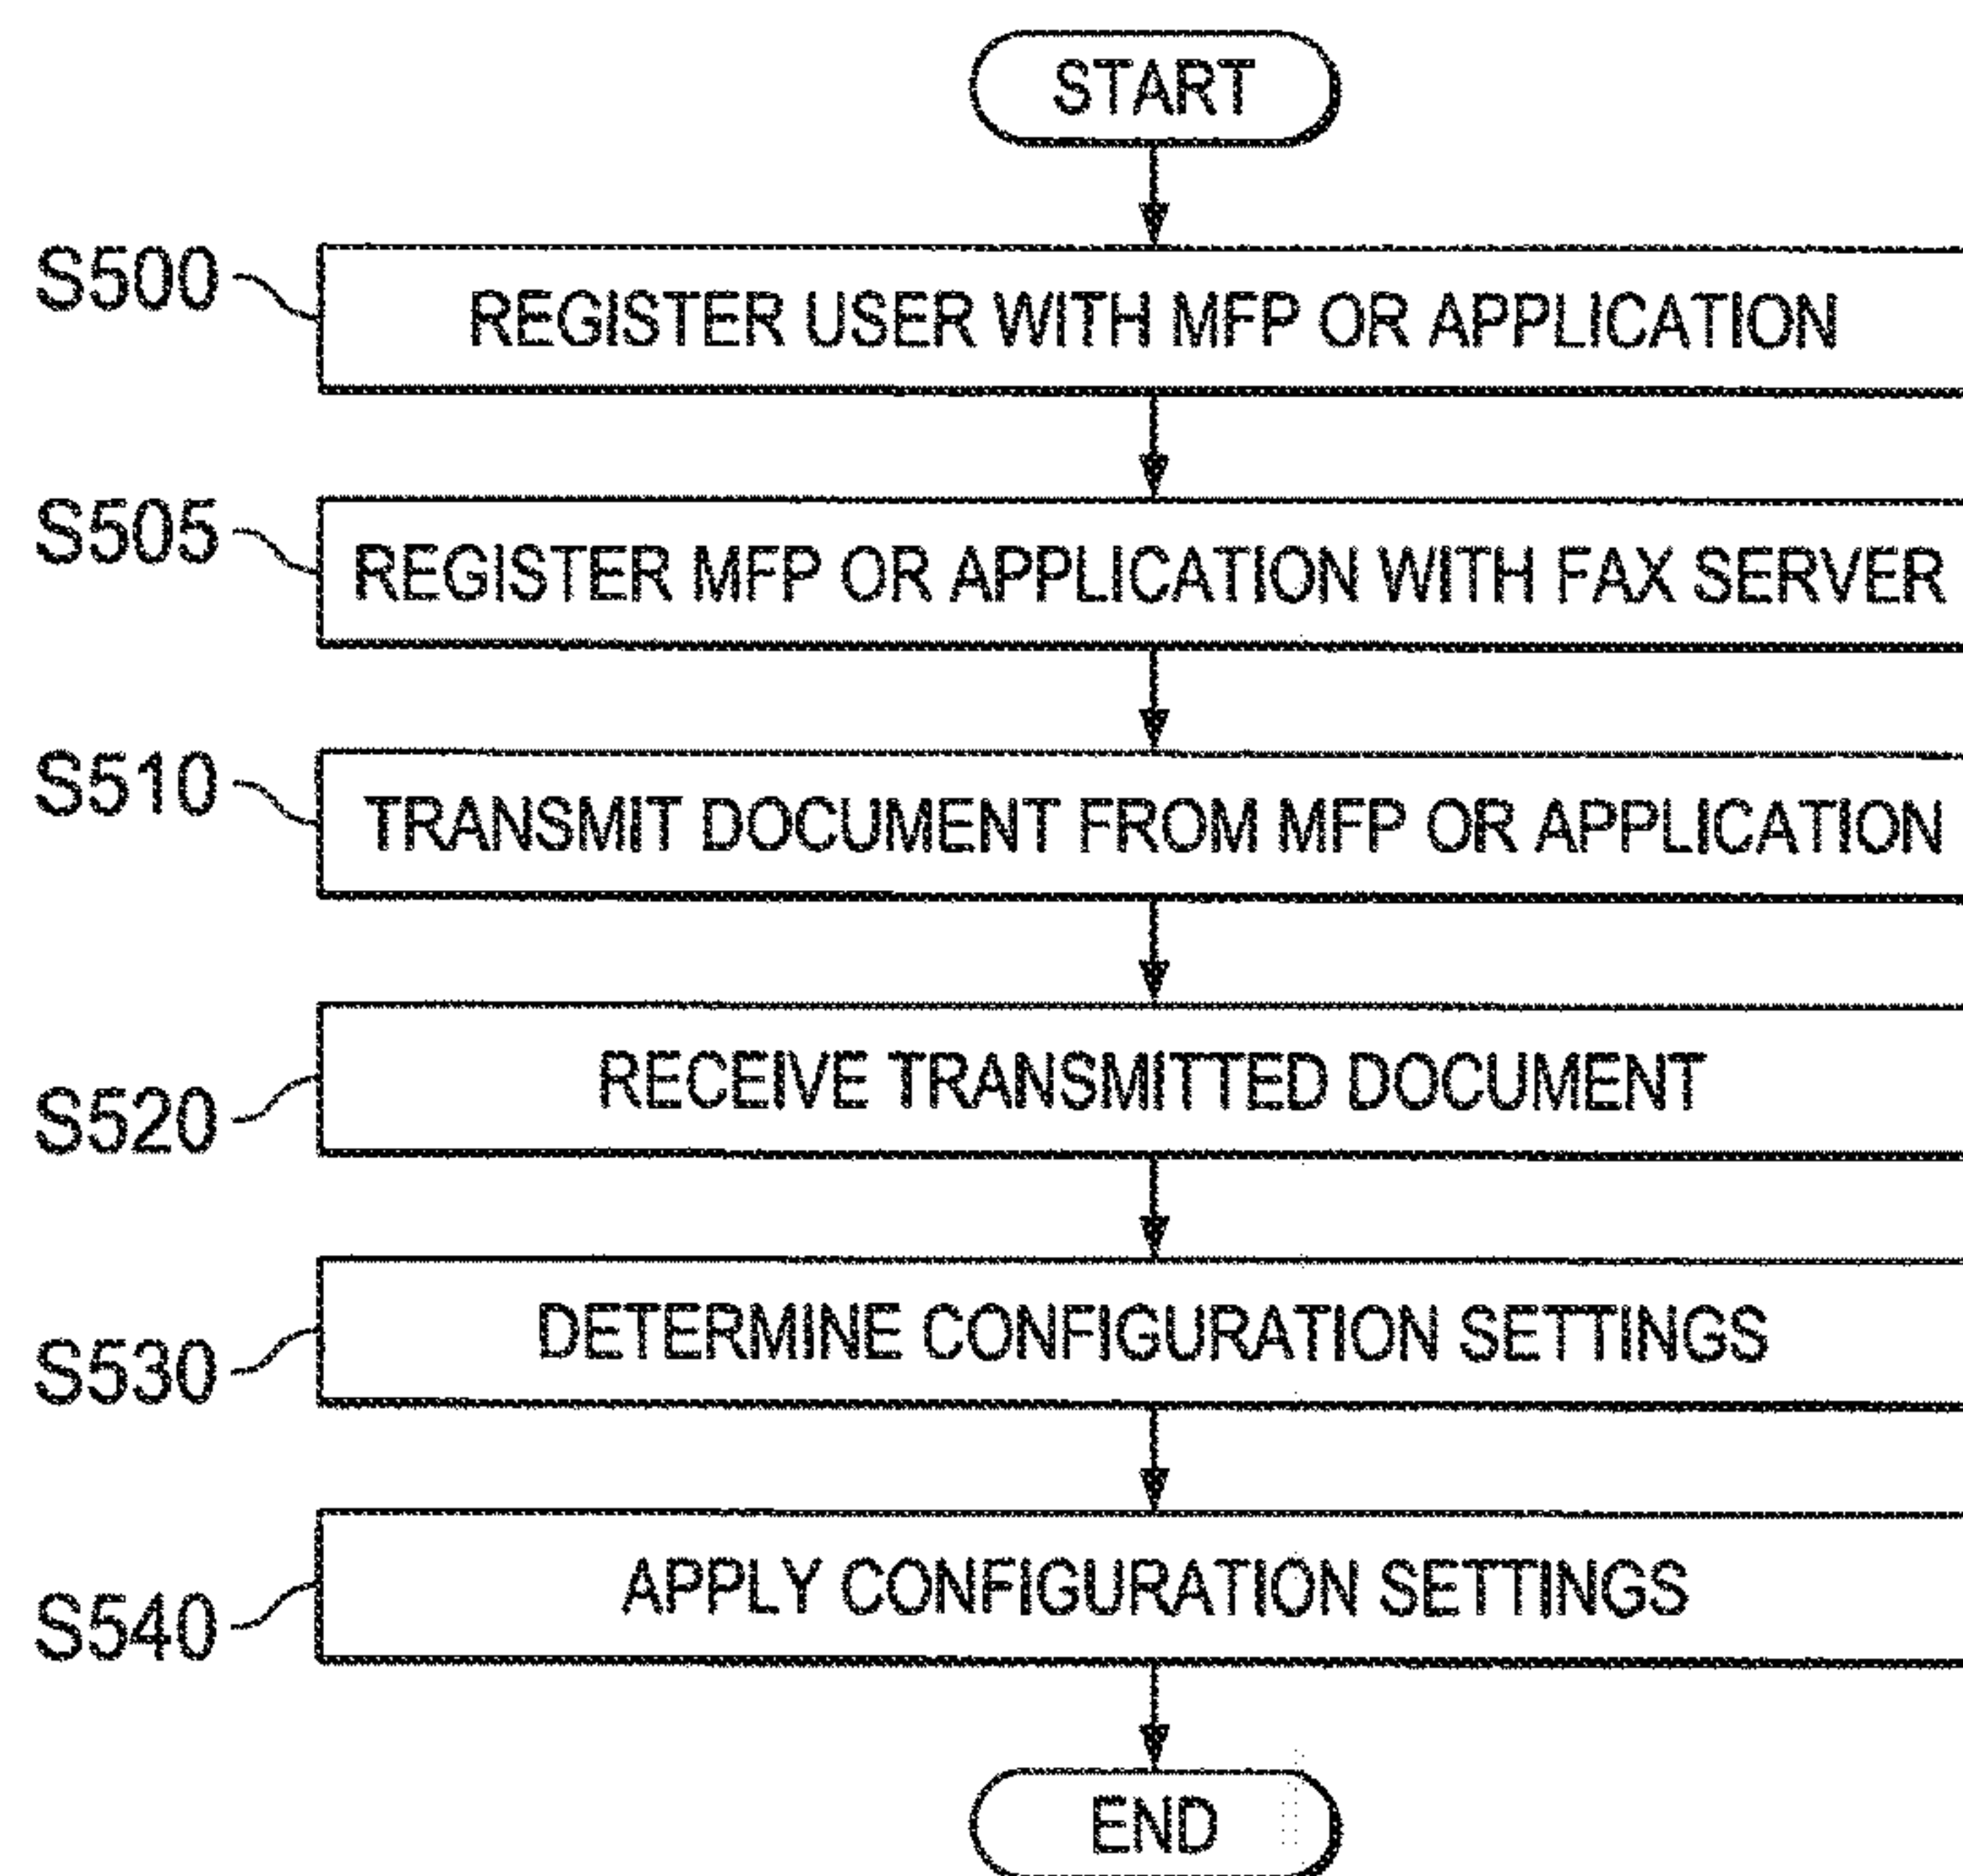 START
S500
REGISTER USER WITH MFP OR APPLICATION
S505
REGISTER MFP OR APPLICATION WITH FAX SERVER
S510
TRANSMIT DOCUMENT FROM MFP OR APPLICATION
S520
RECEIVE TRANSMITTED DOCUMENT
S530
DETERMINE CONFIGURATION SETTINGS
S540
APPLY CONFIGURATION SETTINGS
END